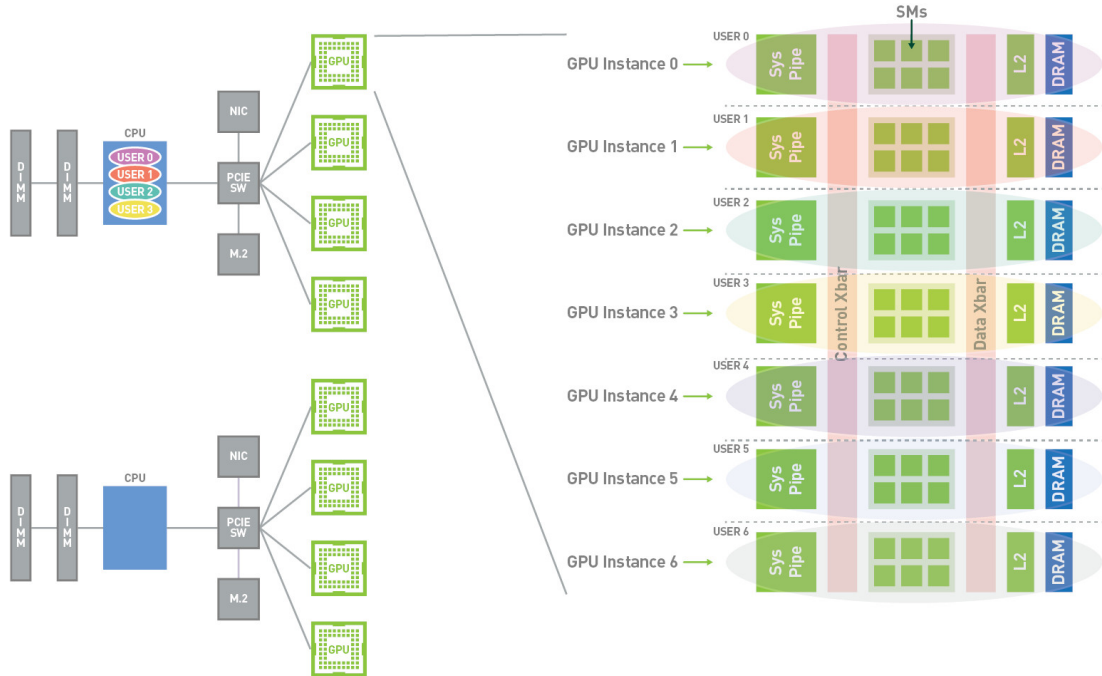 DIMM
DIMM
CPU
USER 0
USER 1
USER 2
USER 3
NIC
PCIE
SW
M.2
GPU
GPU
GPU
GPU
DIMM
DIMM
CPU
NIC
PCIE
SW
M.2
GPU
GPU
GPU
GPU
SMs
GPU Instance 0
USER 0
Sys
Pipe
L2
DRAM
GPU Instance 1
USER 1
Sys
Pipe
L2
DRAM
GPU Instance 2
USER 2
Sys
Pipe
L2
DRAM
GPU Instance 3
USER 3
Sys
Pipe
Control Xbar
Data Xbar
L2
DRAM
GPU Instance 4
USER 4
Sys
Pipe
L2
DRAM
GPU Instance 5
USER 5
Sys
Pipe
L2
DRAM
GPU Instance 6
USER 6
Sys
Pipe
L2
DRAM